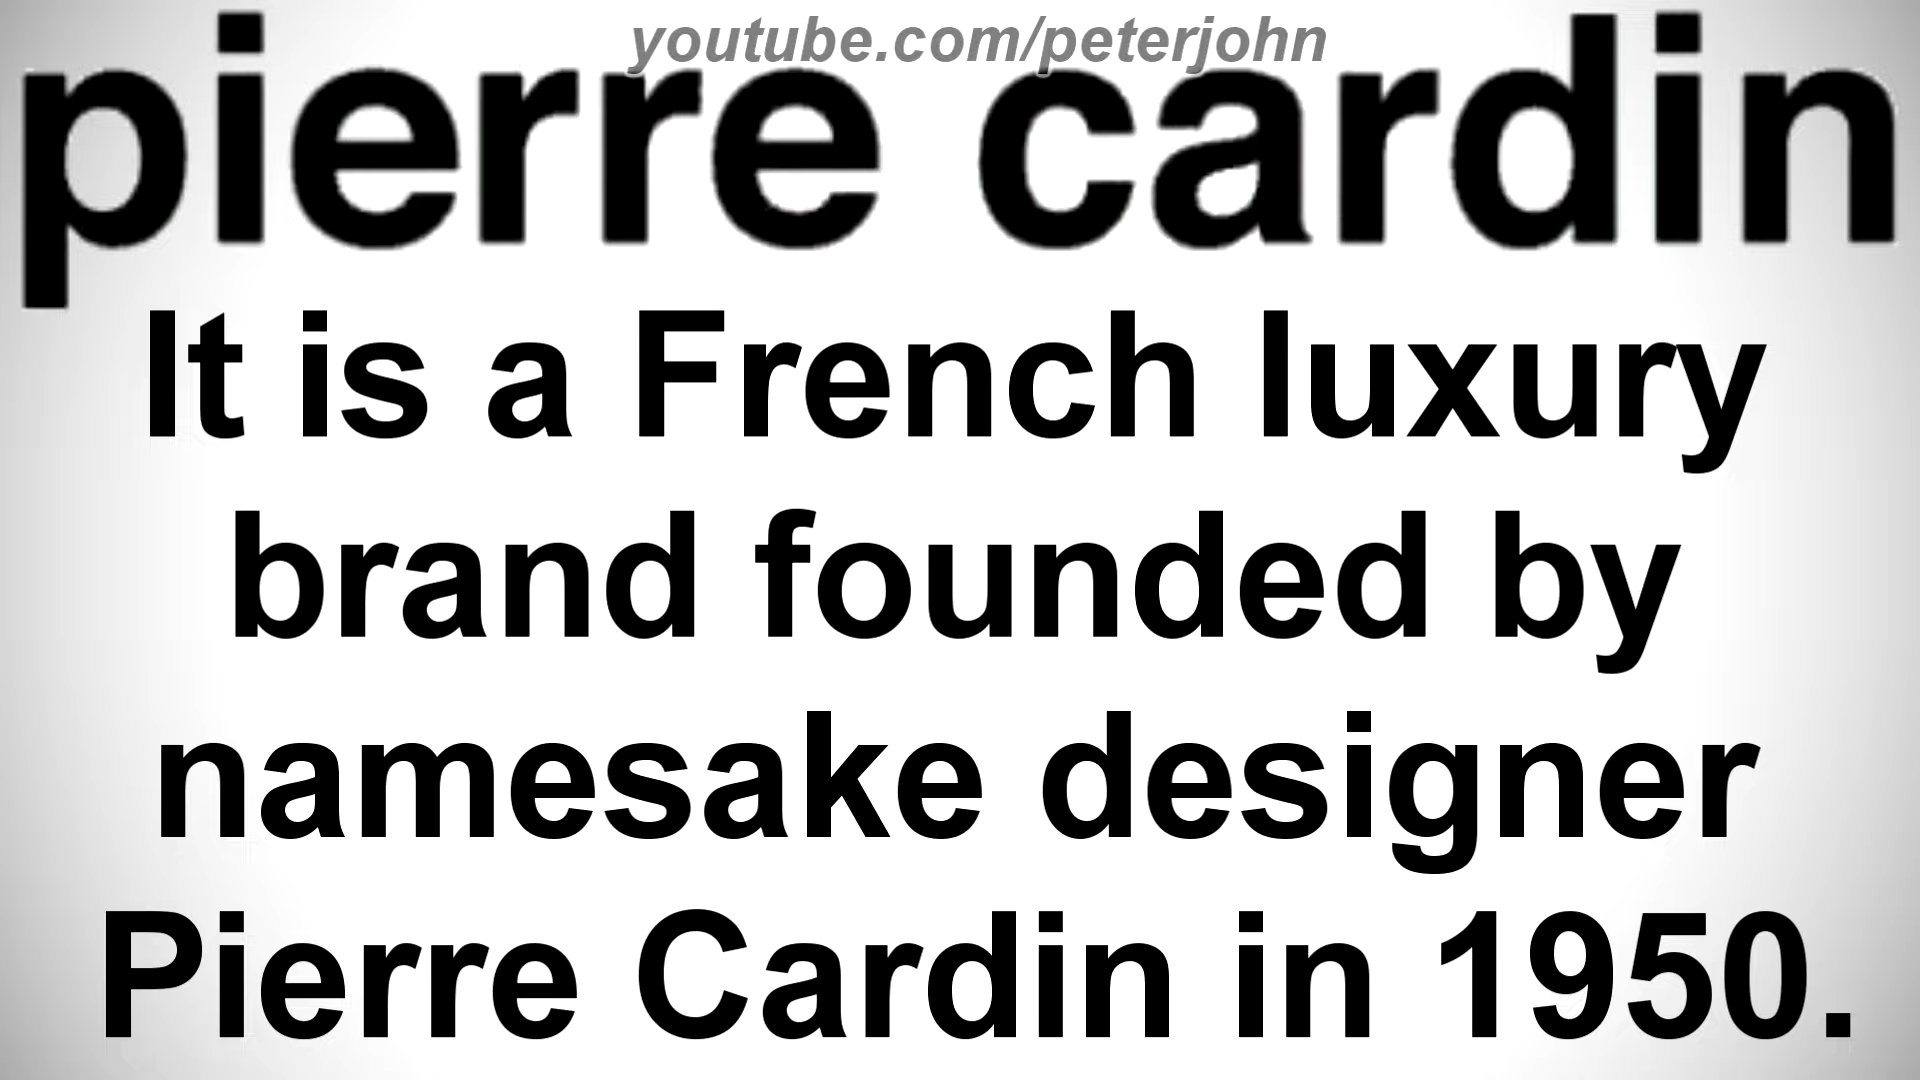 youtube.com/peterjohn
pierre cardin
It is a French luxury
brand founded by
namesake designer
Pierre Cardin in 1950.